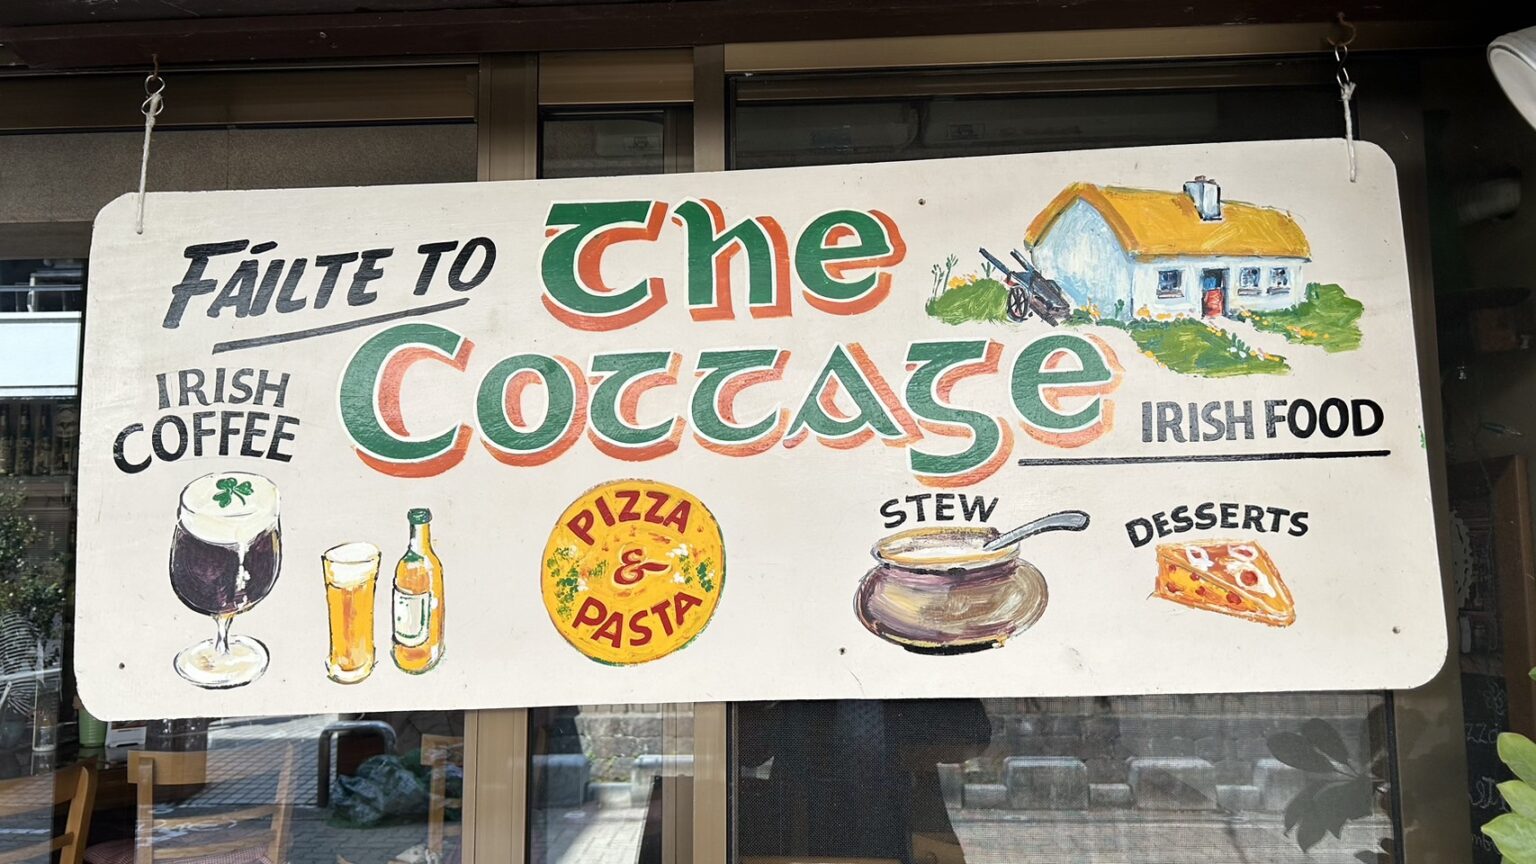 FÁILTE TO
The
Cottage
IRISH
COFFEE
IRISH FOOD
PIZZA
&
PASTA
STEW
DESSERTS